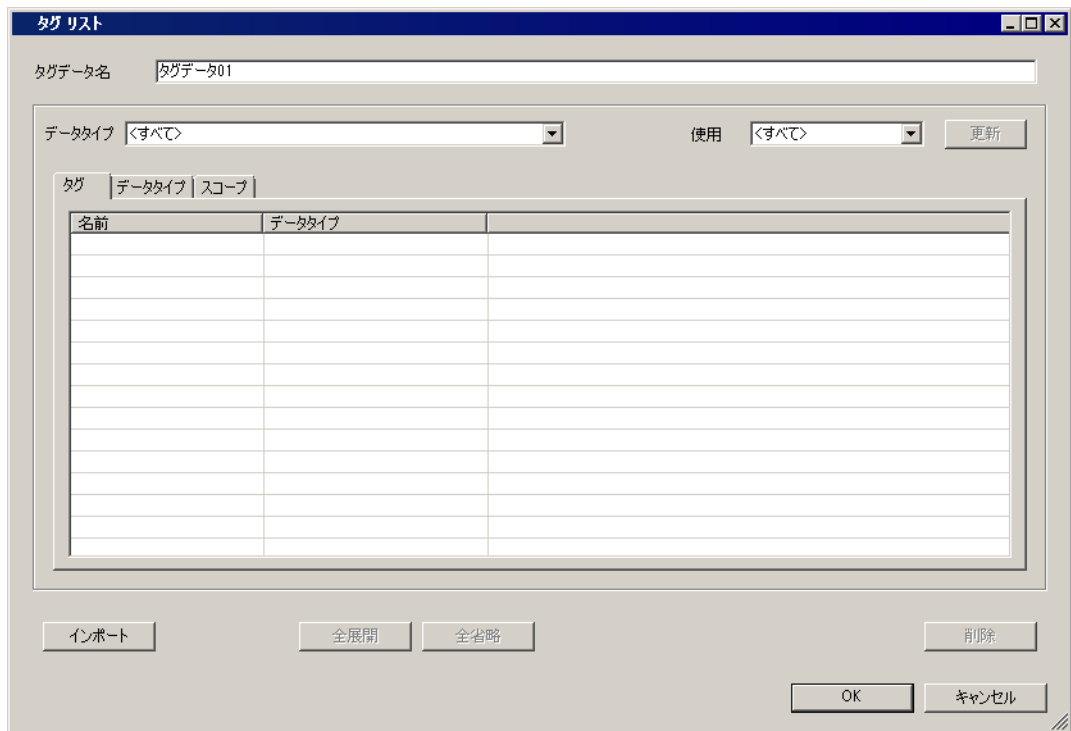 タグ リスト
タグデータ名 タグデータ01
データタイプ <すべて> 使用 <すべて> 更新
タグ データタイプ スコープ
名前 データタイプ
インポート 全展開 全省略 削除
OK キャンセル